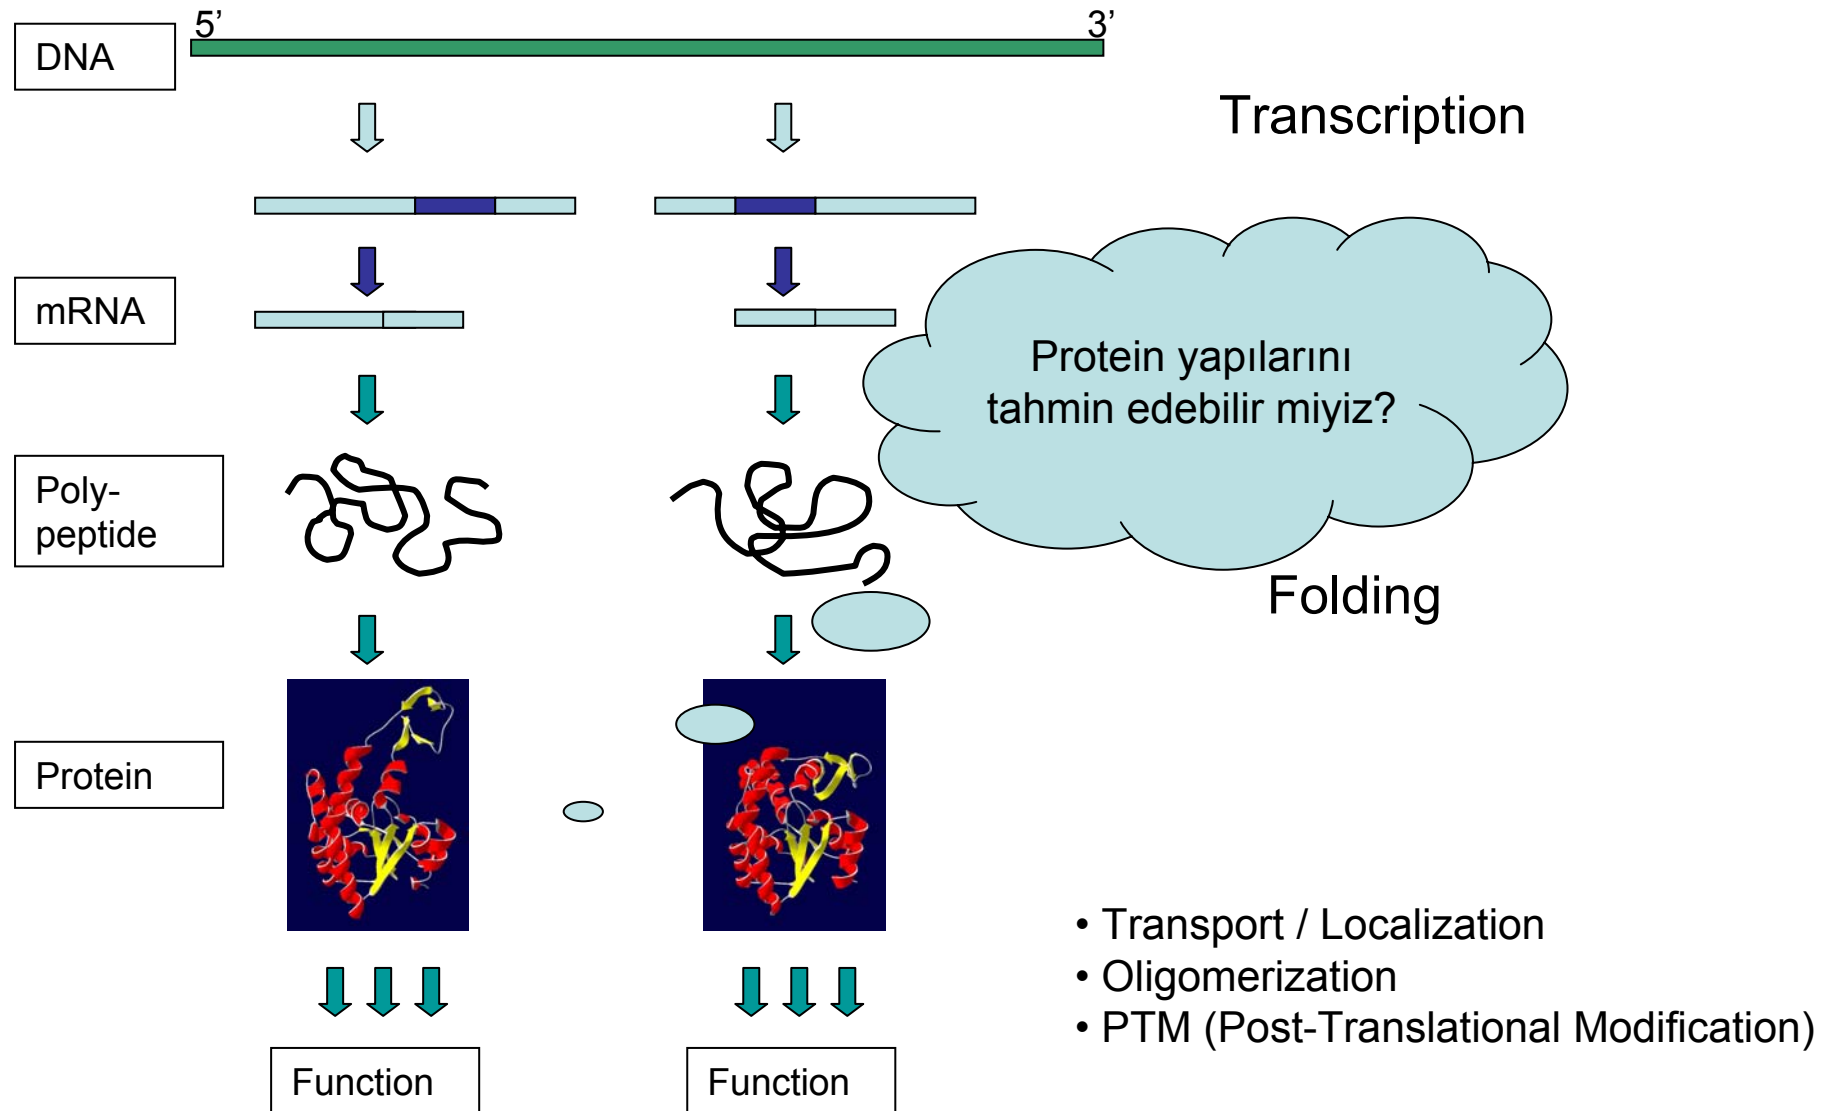 5’
3’
DNA
Transcription
mRNA
Protein yapılarını
tahmin edebilir miyiz?
Poly-
peptide
Folding
Protein
• Transport / Localization
• Oligomerization
• PTM (Post-Translational Modification)
Function
Function